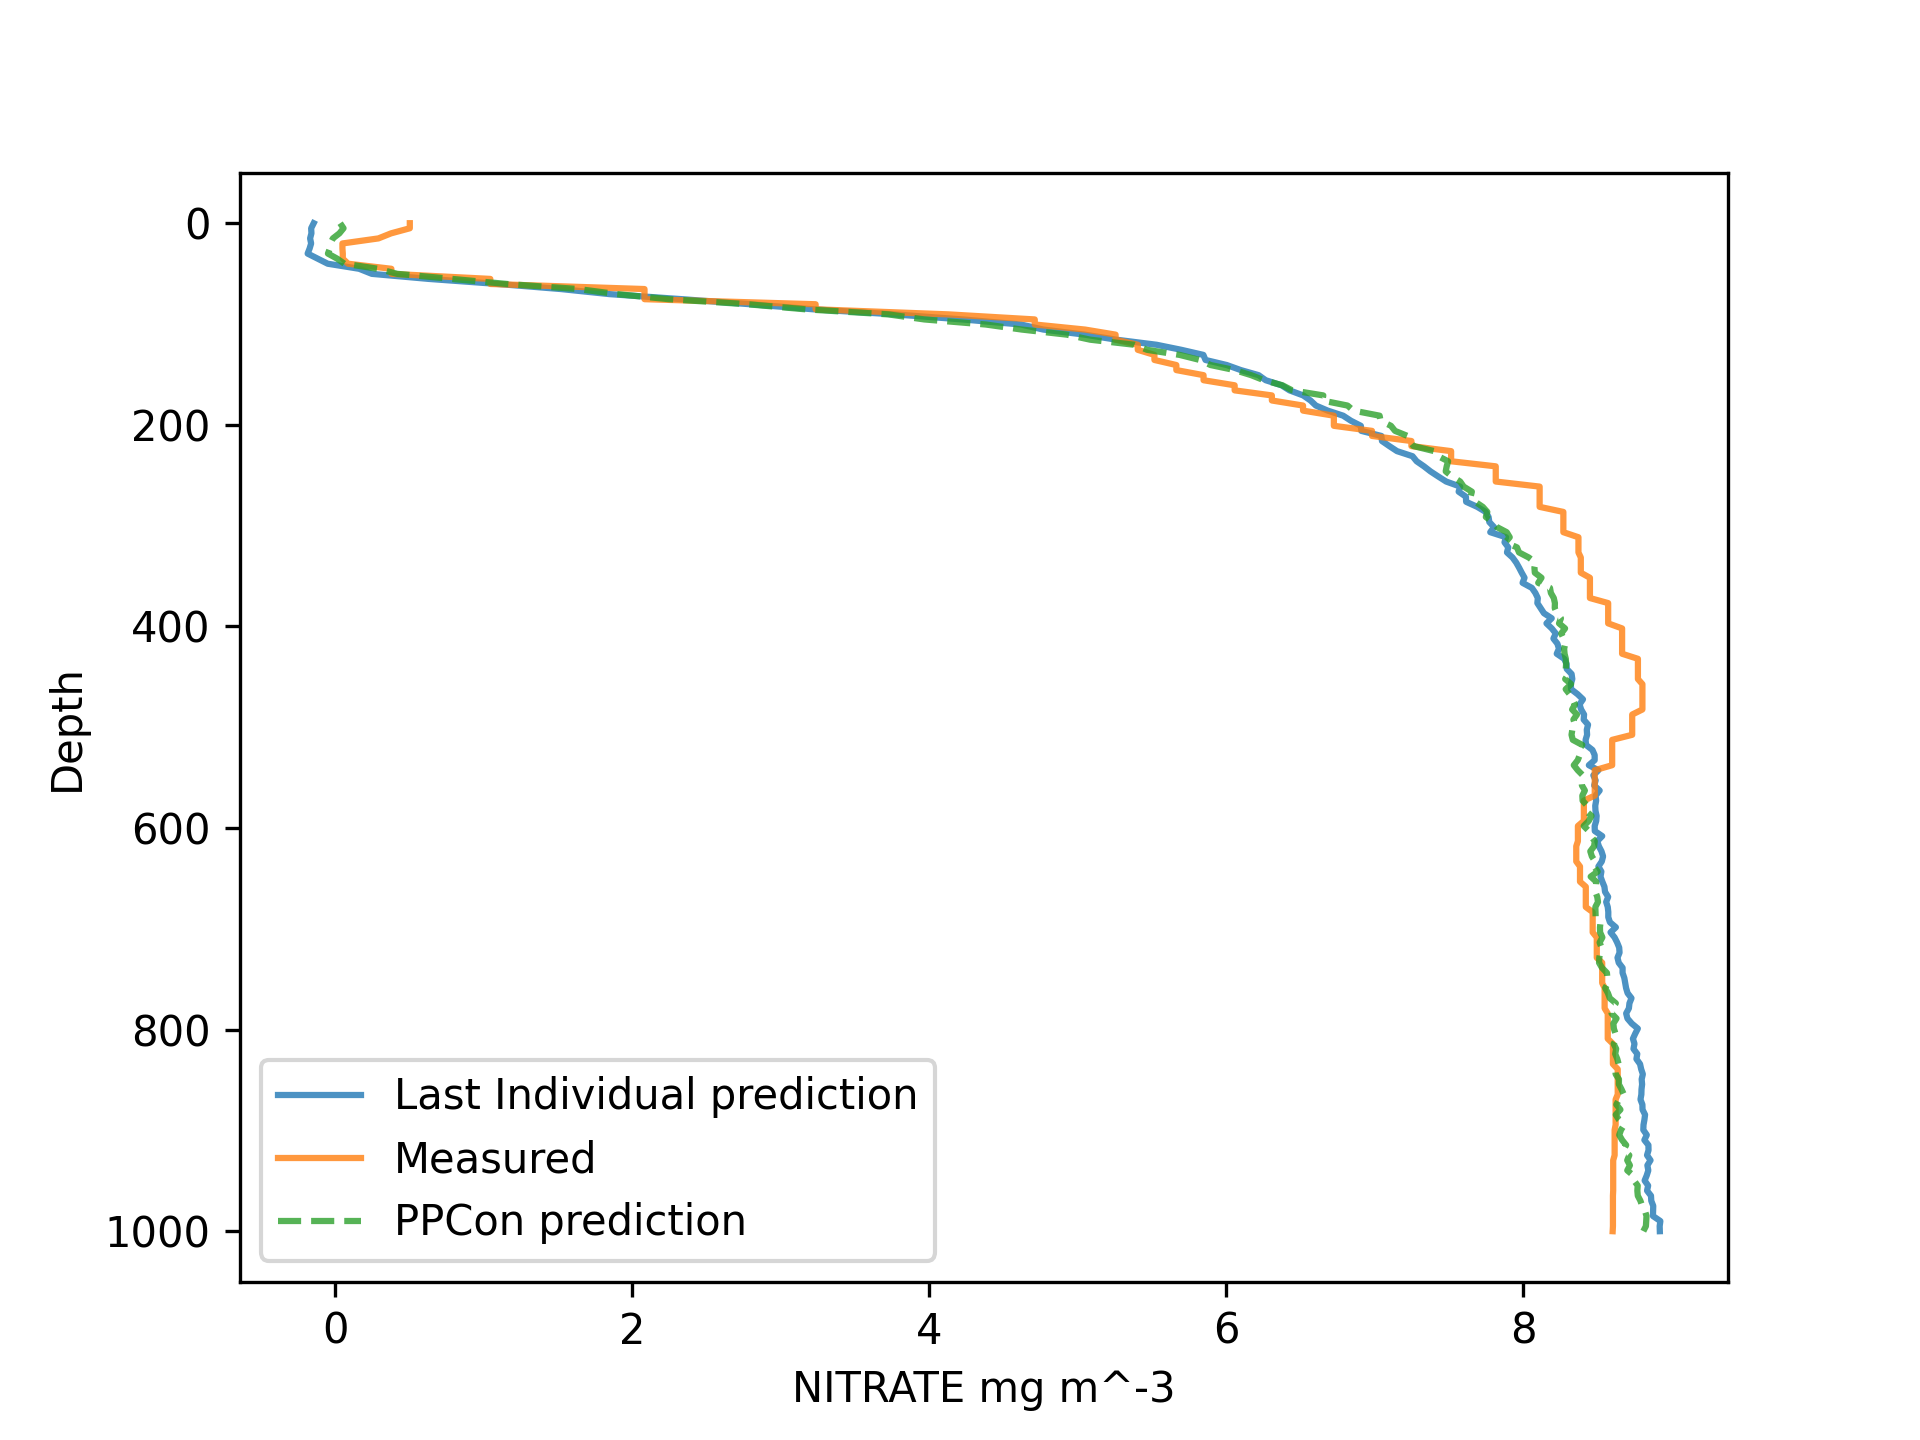 0
200
400
600
800
1000
Depth
Last Individual prediction
Measured
PPCon prediction
0 2 4 6 8
NITRATE mg m^-3